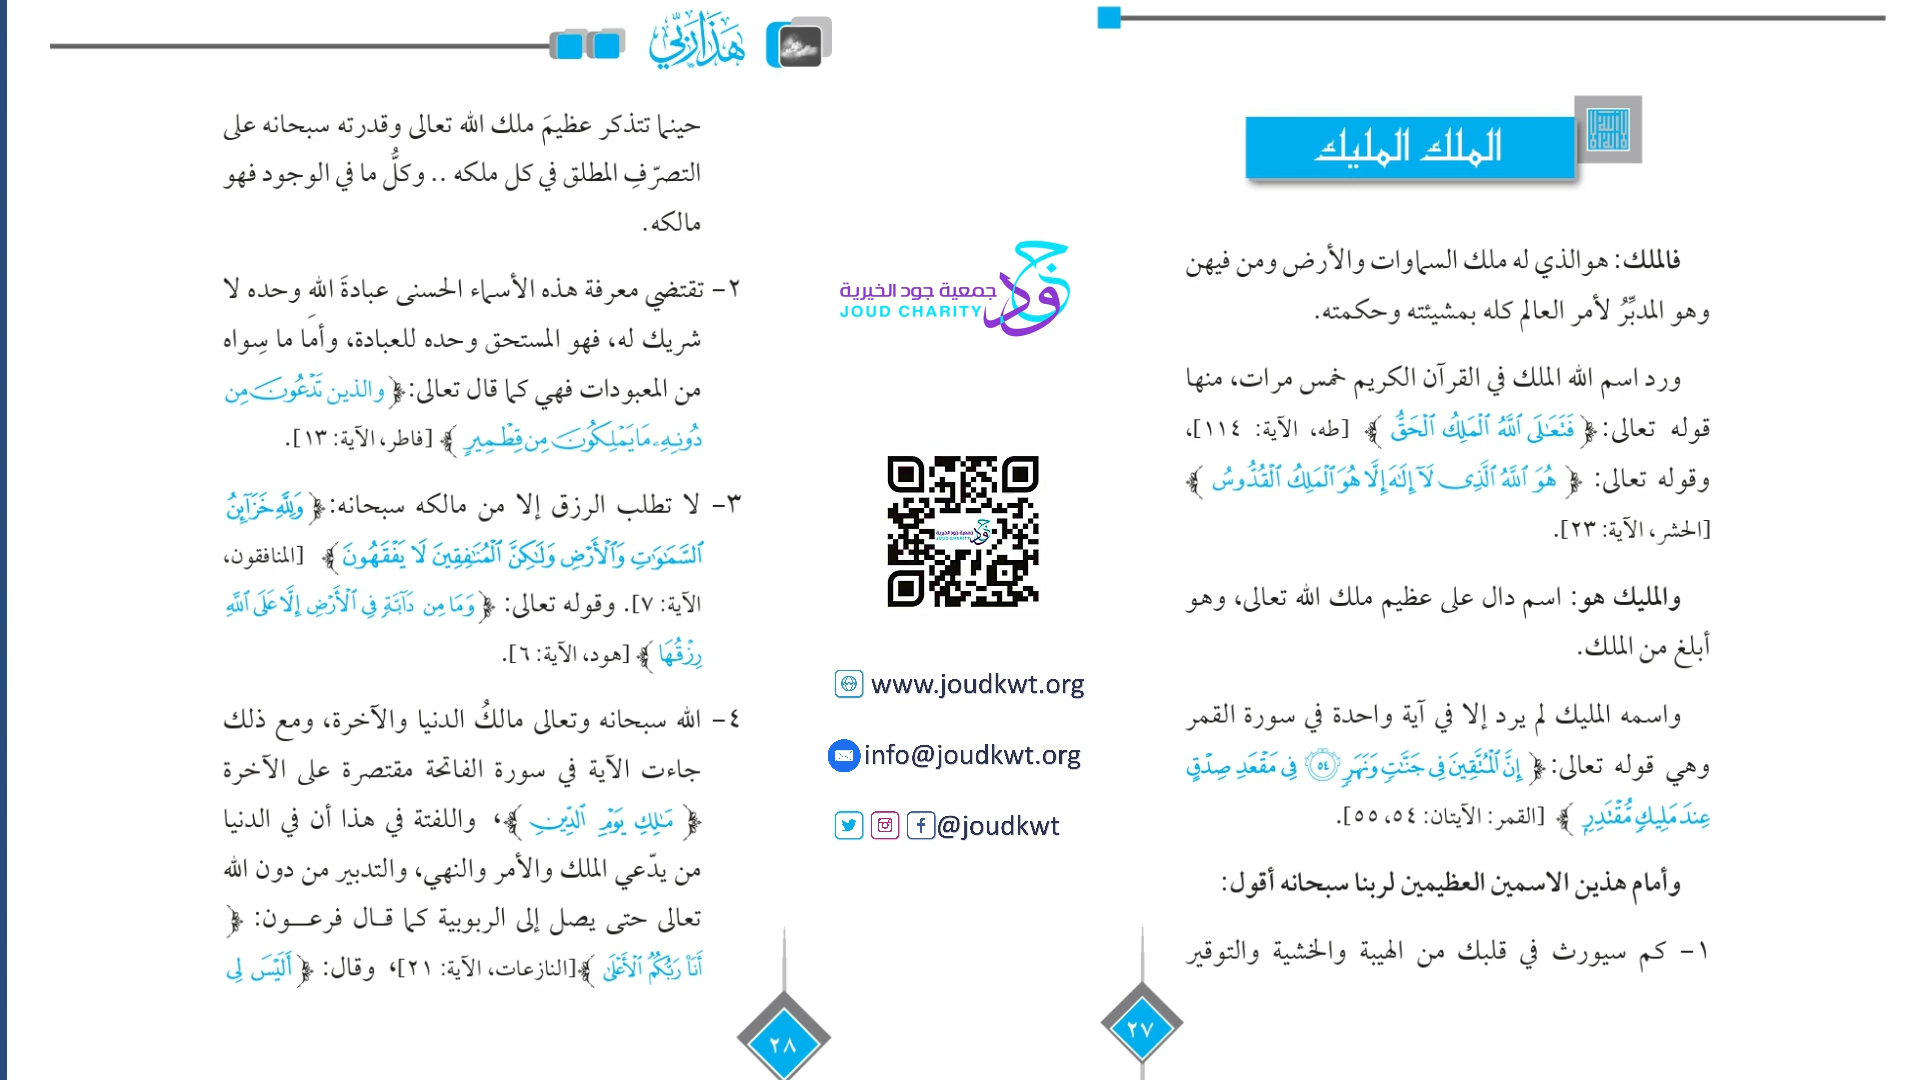 الملك المليك
فالملك: هوالذي له ملك السماوات والأرض ومن فيهن
وهو المدبِّرُ لأمر العالم كله بمشيئته وحكمته.
ورد اسم الله الملك في القرآن الكريم خمس مرات، منها
قوله تعالى: ﴿ فَتَعَٰلَى ٱللَّهُ ٱلْمَلِكُ ٱلْحَقُّ ﴾ [طه، الآية: ١١٤]،
وقوله تعالى: ﴿ هُوَ ٱللَّهُ ٱلَّذِى لَآ إِلَٰهَ إِلَّا هُوَ ٱلْمَلِكُ ٱلْقُدُّوسُ ﴾
[الحشر، الآية: ٢٣].
والمليك هو: اسم دال على عظيم ملك الله تعالى، وهو
أبلغ من الملك.
واسمه المليك لم يرد إلا في آية واحدة في سورة القمر
وهي قوله تعالى: ﴿ إِنَّ ٱلْمُتَّقِينَ فِى جَنَّٰتٍ وَنَهَرٍ ٥٤ فِى مَقْعَدِ صِدْقٍ
عِندَ مَلِيكٍ مُّقْتَدِرٍ ﴾ [القمر: الآيتان: ٥٤، ٥٥].
وأمام هذين الاسمين العظيمين لربنا سبحانه أقول:
١- كم سيورث في قلبك من الهيبة والخشية والتوقير
٢٧
جمعية جود الخيرية
JOUD CHARITY
www.joudkwt.org
info@joudkwt.org
@joudkwt
هَذَا رَبِّي
حينما تتذكر عظيمَ ملك الله تعالى وقدرته سبحانه على
التصرّفِ المطلق في كل ملكه .. وكلُّ ما في الوجود فهو
مالكه.
٢- تقتضي معرفة هذه الأسماء الحسنى عبادةَ اللهِ وحده لا
شريك له، فهو المستحق وحده للعبادة، وأما ما سِواه
من المعبودات فهي كما قال تعالى: ﴿ والذين تَدْعُونَ مِن
دُونِهِۦ مَا يَمْلِكُونَ مِن قِطْمِيرٍ ﴾ [فاطر، الآية: ١٣].
٣- لا تطلب الرزق إلا من مالكه سبحانه: ﴿ وَلِلَّهِ خَزَآئِنُ
ٱلسَّمَٰوَٰتِ وَٱلْأَرْضِ وَلَٰكِنَّ ٱلْمُنَٰفِقِينَ لَا يَفْقَهُونَ ﴾ [المنافقون،
الآية: ٧]. وقوله تعالى: ﴿ وَمَا مِن دَآبَّةٍ فِى ٱلْأَرْضِ إِلَّا عَلَى ٱللَّهِ
رِزْقُهَا ﴾ [هود، الآية: ٦].
٤- الله سبحانه وتعالى مالكُ الدنيا والآخرة، ومع ذلك
جاءت الآية في سورة الفاتحة مقتصرة على الآخرة
﴿ مَٰلِكِ يَوْمِ ٱلدِّينِ ﴾، واللفتة في هذا أن في الدنيا
من يدّعي الملك والأمر والنهي، والتدبير من دون الله
تعالى حتى يصل إلى الربوبية كما قـال فرعـــون: ﴿
أَنَا۠ رَبُّكُمُ ٱلْأَعْلَىٰ ﴾[النازعات، الآية: ٢١]، وقال: ﴿ أَلَيْسَ لِى
٢٨